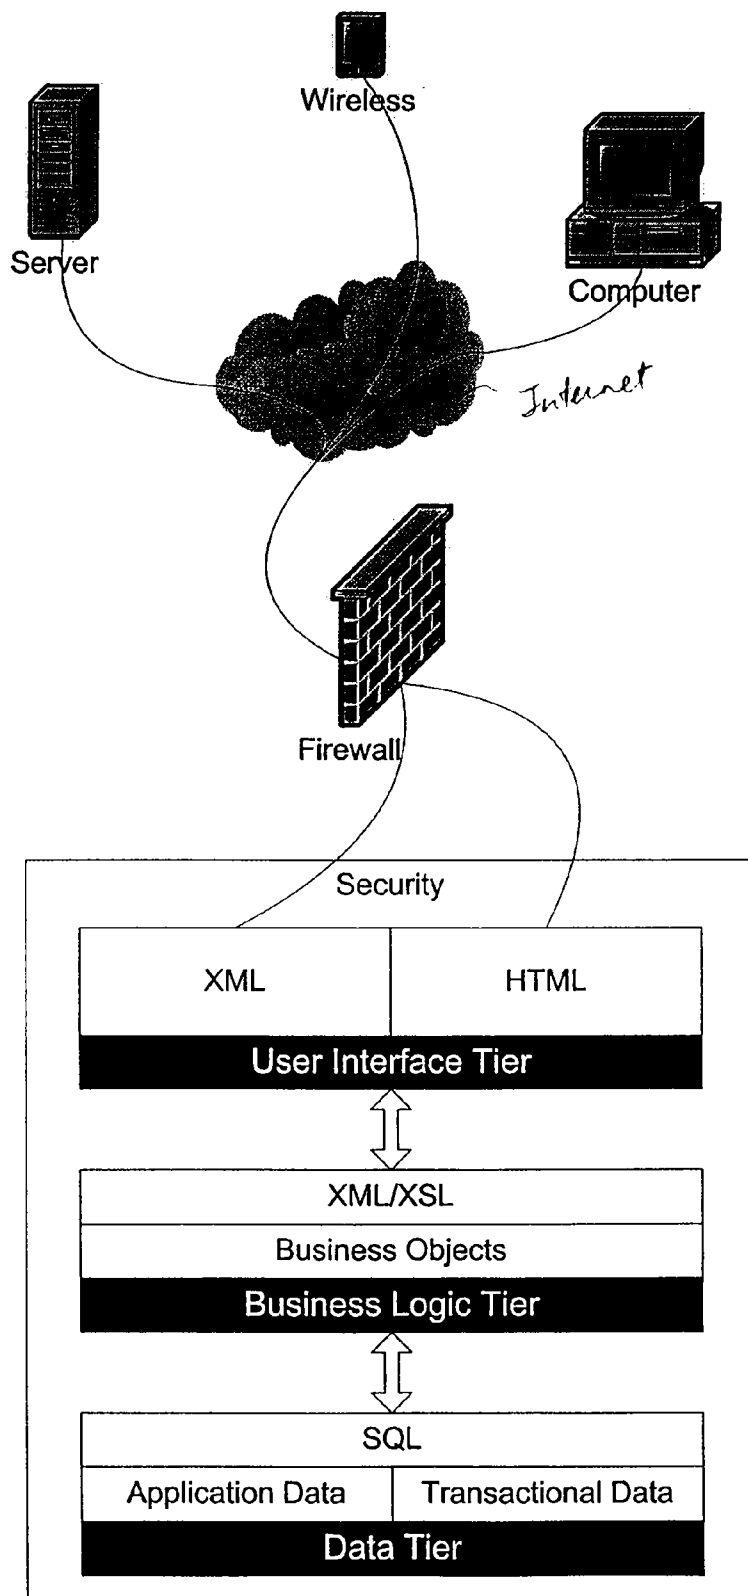 Wireless
Server
Computer
Internet
Firewall
Security
XML HTML
User Interface Tier
XML/XSL
Business Objects
Business Logic Tier
SQL
Application Data Transactional Data
Data Tier